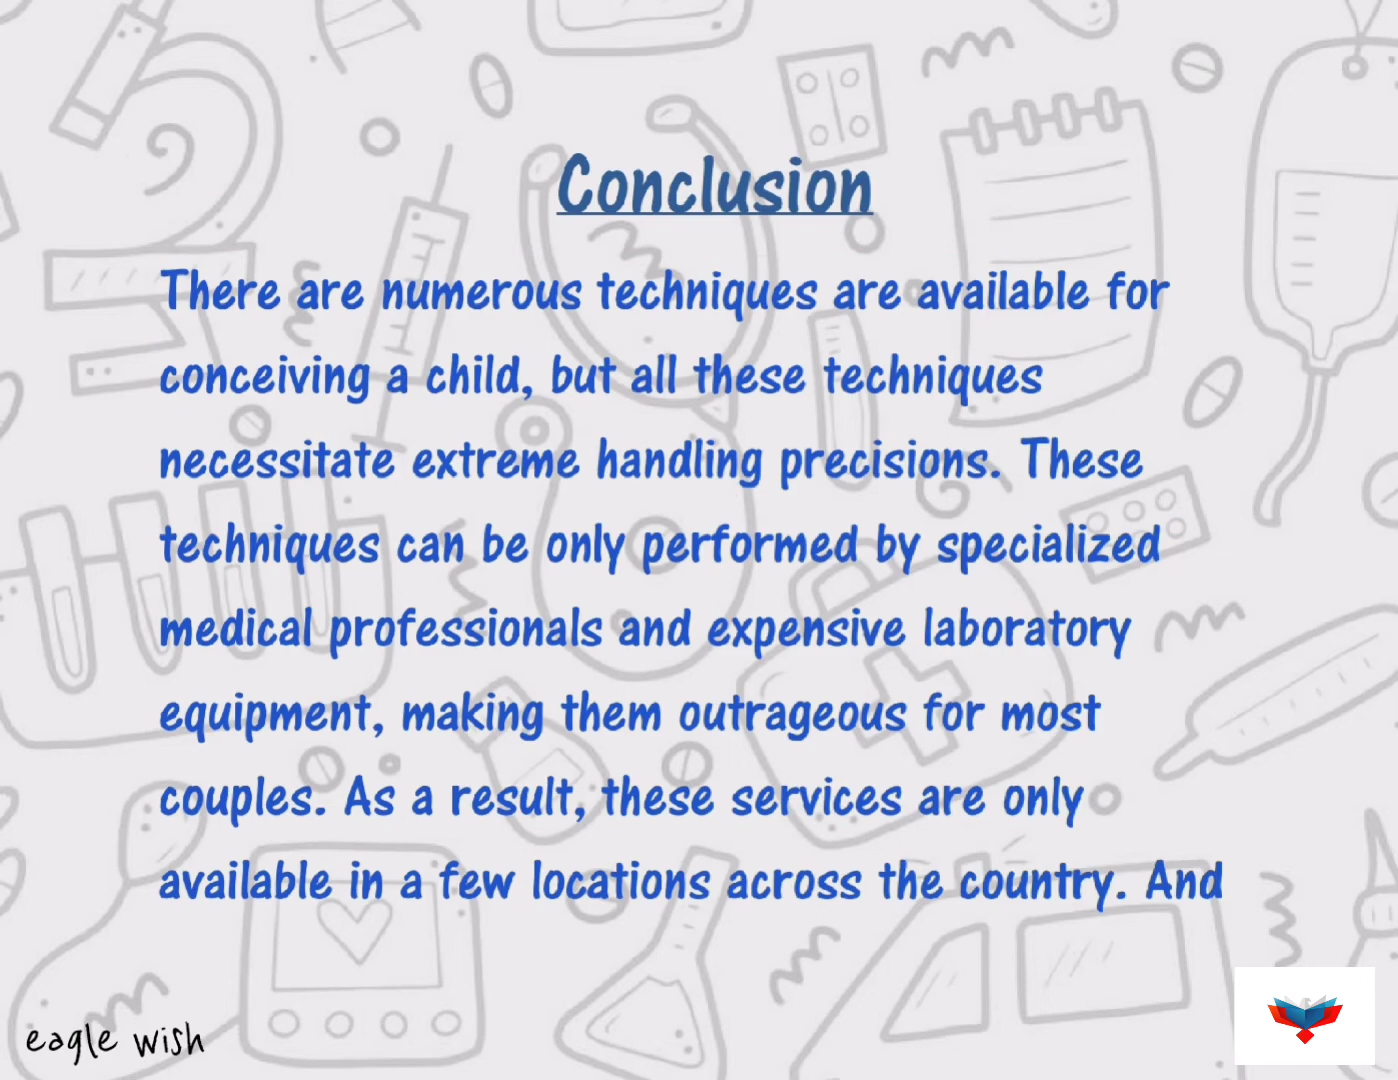 Conclusion
There are numerous techniques are available for
conceiving a child, but all these techniques
necessitate extreme handling precisions. These
techniques can be only performed by specialized
medical professionals and expensive laboratory
equipment, making them outrageous for most
couples. As a result, these services are only
available in a few locations across the country. And
eagle wish